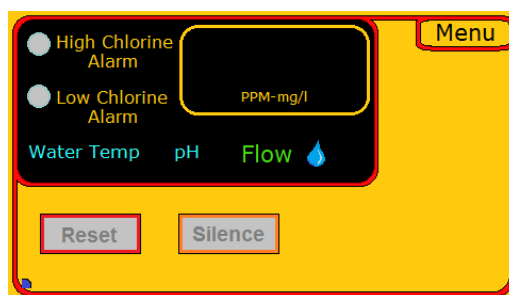 Menu
High Chlorine
Alarm
Low Chlorine
Alarm
PPM-mg/l
Water Temp pH Flow
Reset Silence